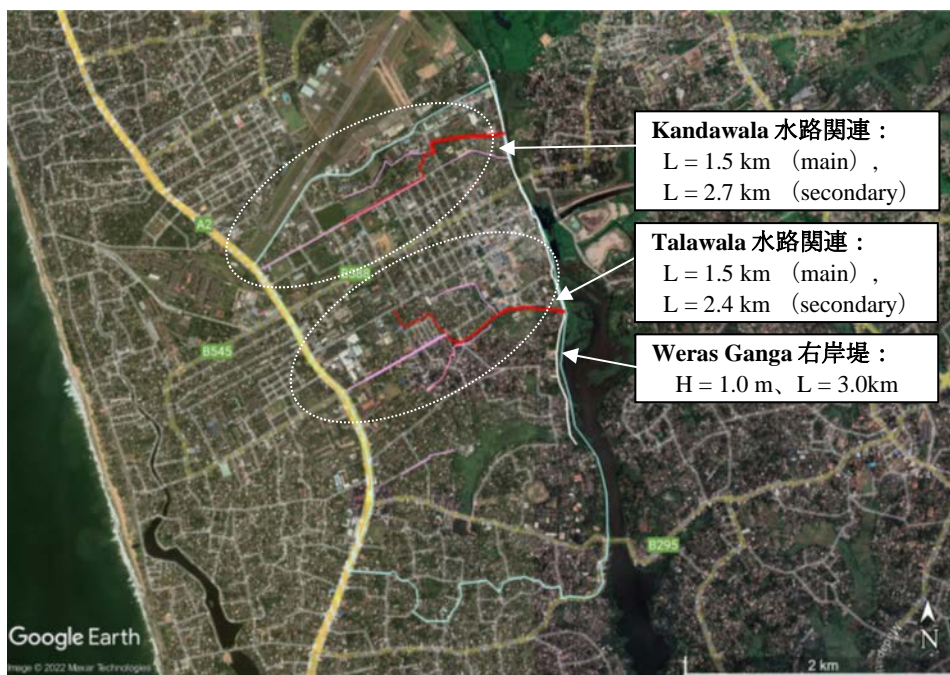 Kandawala 水路関連：
L = 1.5 km （main）,
L = 2.7 km （secondary）
Talawala 水路関連：
L = 1.5 km （main）,
L = 2.4 km （secondary）
Weras Ganga 右岸堤：
H = 1.0 m、L = 3.0km
A2
B545
B295
Google Earth
Image © 2022 Maxar Technologies
N
2 km